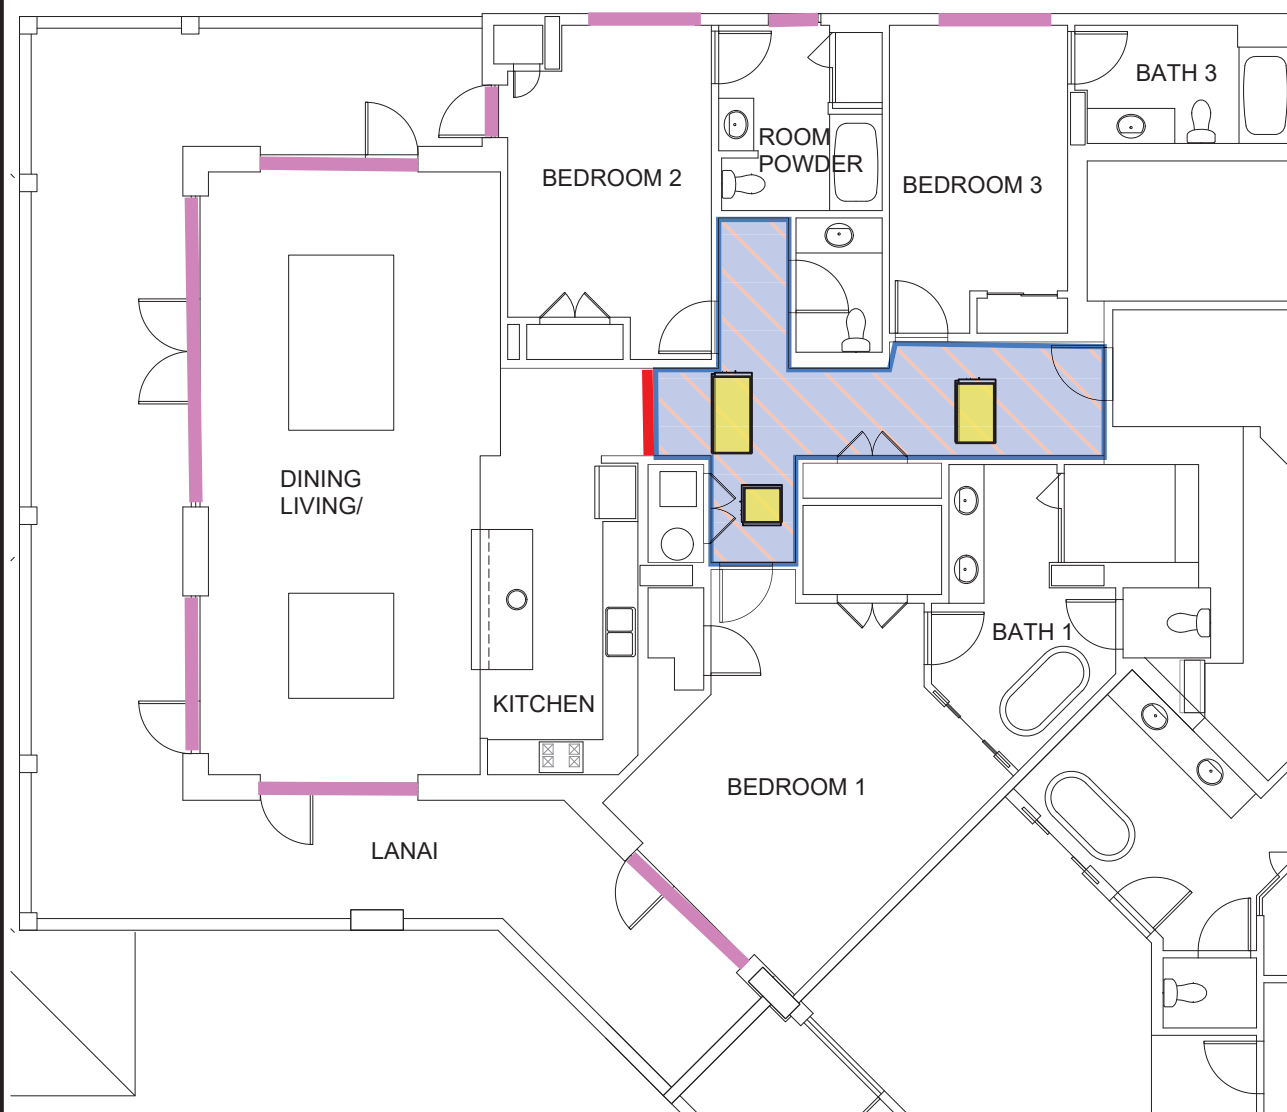 BATH 3
ROOM
POWDER
BEDROOM 2
BEDROOM 3
DINING
LIVING/
BATH 1
KITCHEN
BEDROOM 1
LANAI